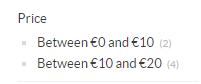 Price
Between €0 and €10 (2)
Between €10 and €20 (4)